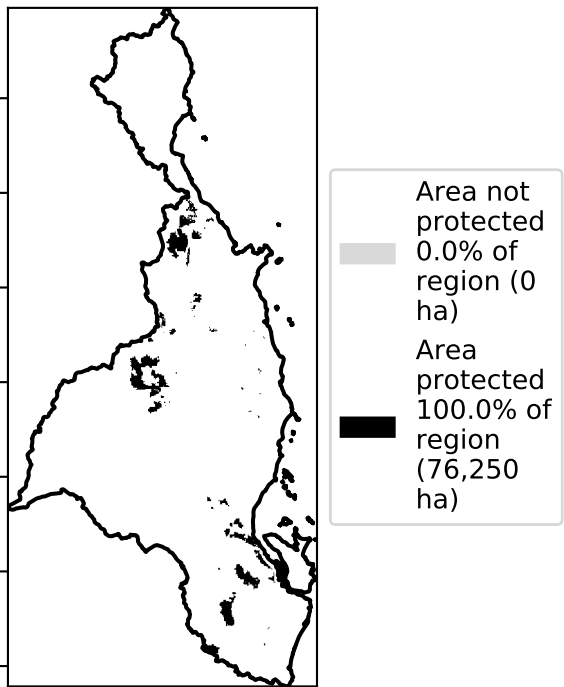 Area not
protected
0.0% of
region (0
ha)
Area
protected
100.0% of
region
(76,250
ha)